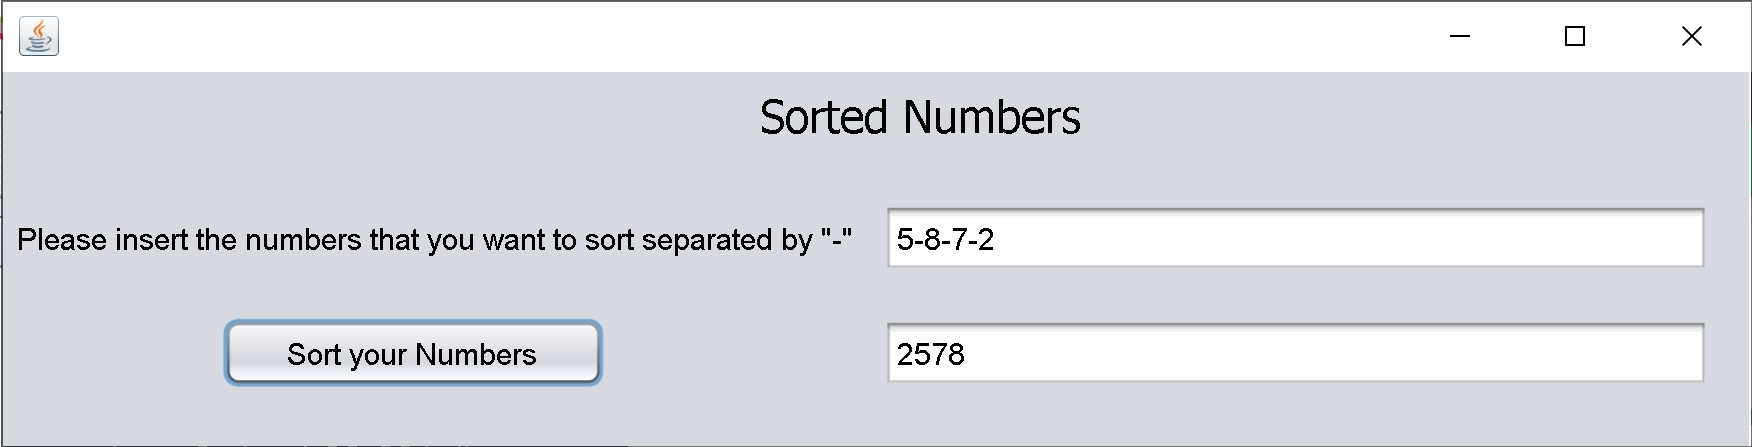 Sorted Numbers
Please insert the numbers that you want to sort separated by "-"
5-8-7-2
Sort your Numbers
2578